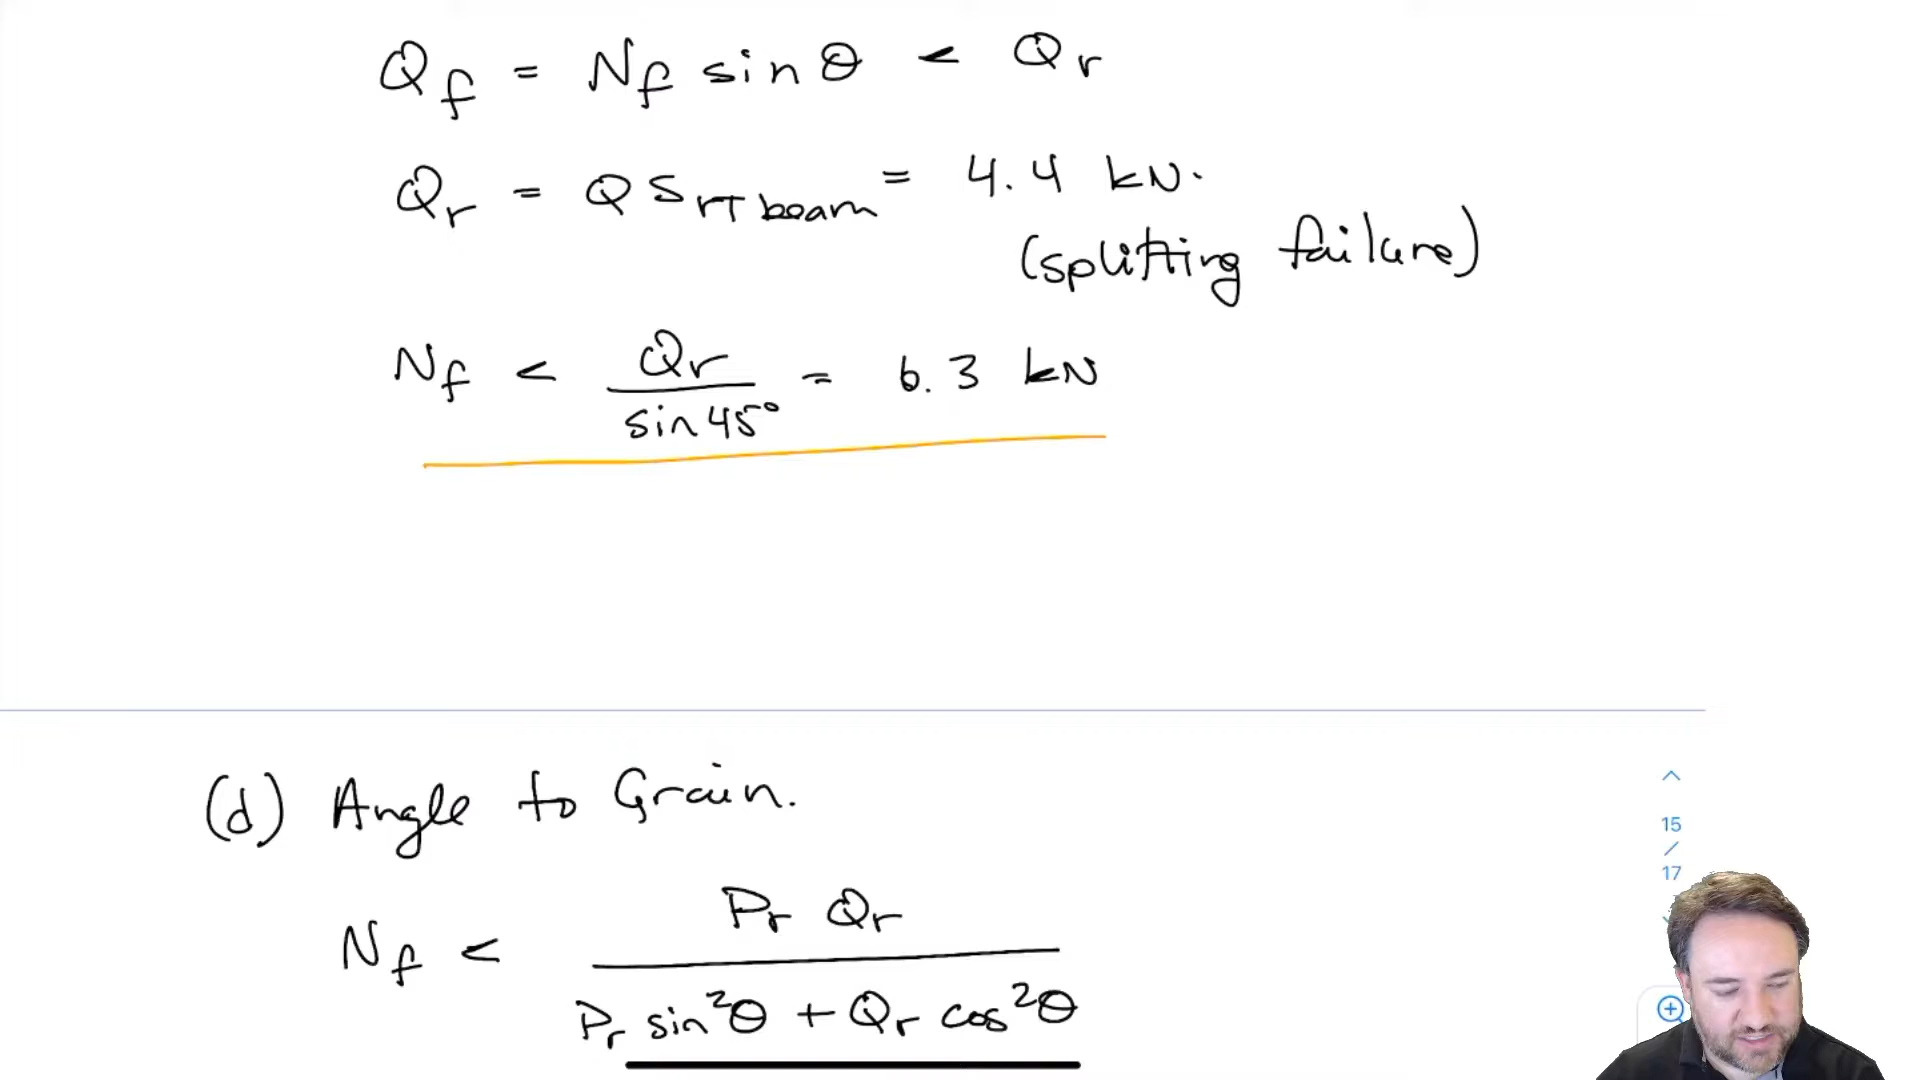 Qf = Nf sin θ < Qr
Qr = QSrT beam = 4.4 kN.
(splitting failure)
Nf < Qr / sin 45° = 6.3 kN
(d) Angle to Grain.
Nf < Pr Qr / Pr sin²θ + Qr cos²θ
15
/
17